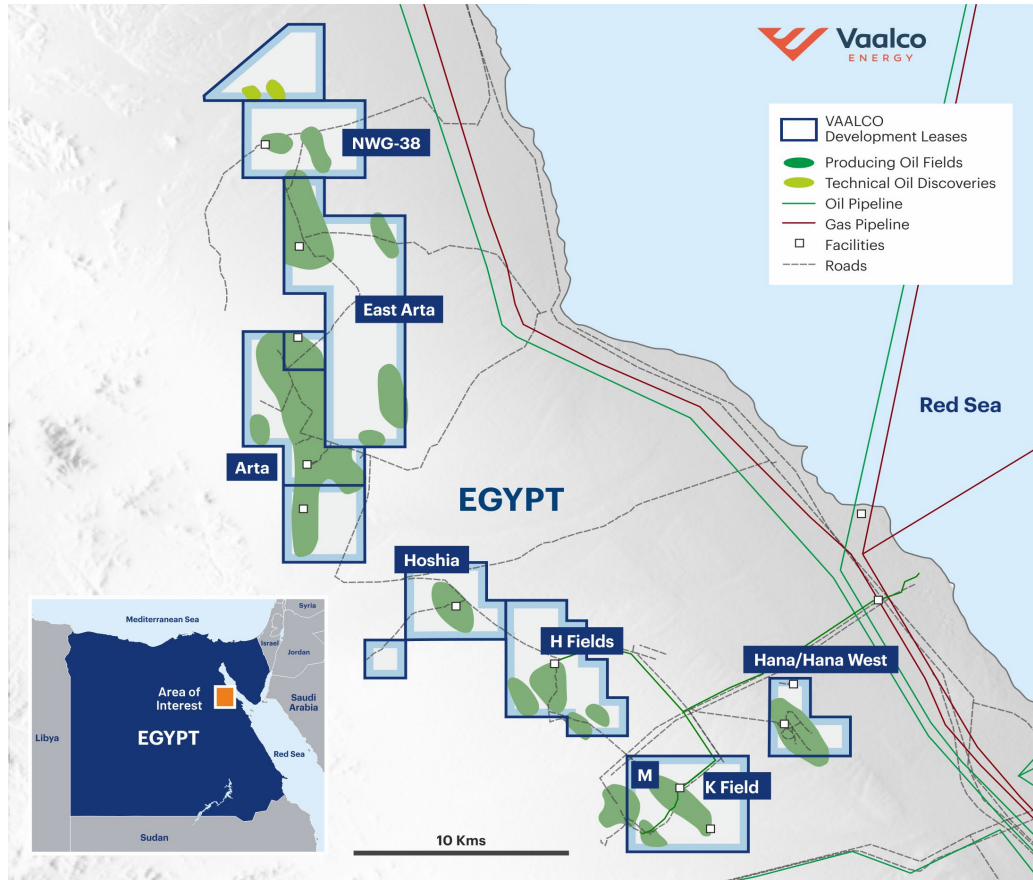 Vaalco
ENERGY
VAALCO
Development Leases
Producing Oil Fields
Technical Oil Discoveries
Oil Pipeline
Gas Pipeline
Facilities
Roads
NWG-38
East Arta
Red Sea
Arta
EGYPT
Hoshia
H Fields
Hana/Hana West
M
K Field
10 Kms
Mediterranean Sea
Syria
Israel
Jordan
Area of
Interest
Saudi
Arabia
EGYPT
Libya
Red Sea
Sudan